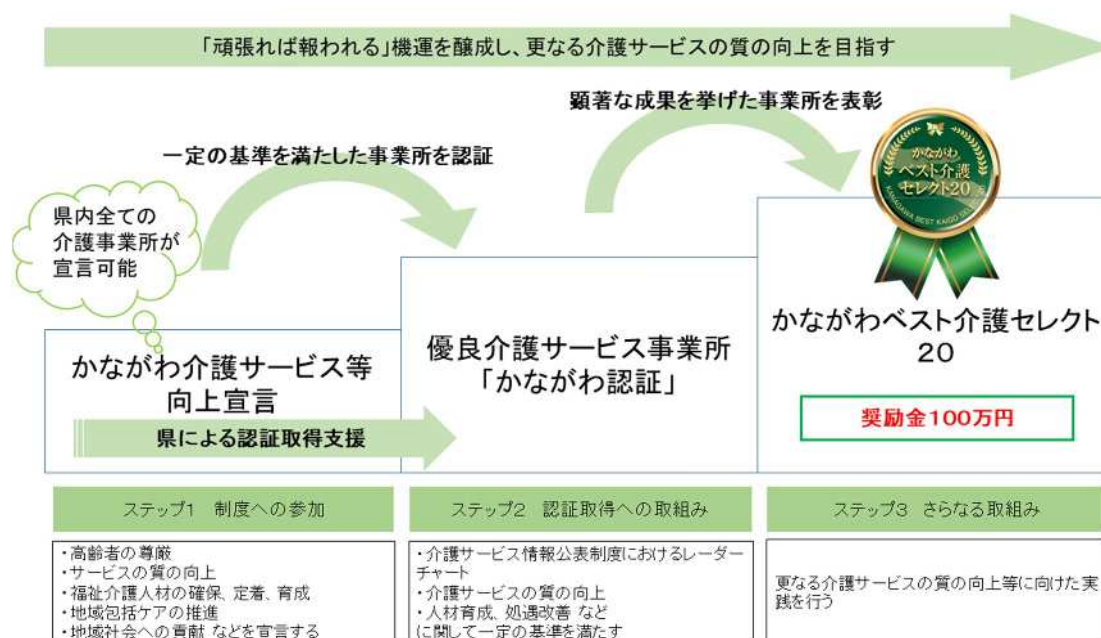 「頑張れば報われる」機運を醸成し、更なる介護サービスの質の向上を目指す
顕著な成果を挙げた事業所を表彰
一定の基準を満たした事業所を認証
かながわ
ベスト介護
セレクト20
KANAGAWA BEST KAIGO SELECT 20
県内全ての
介護事業所が
宣言可能
かながわ介護サービス等
向上宣言
県による認証取得支援
優良介護サービス事業所
「かながわ認証」
かながわベスト介護セレクト
20
奨励金100万円
ステップ1 制度への参加
・高齢者の尊厳
・サービスの質の向上
・福祉介護人材の確保、定着、育成
・地域包括ケアの推進
・地域社会への貢献 などを宣言する
ステップ2 認証取得への取組み
・介護サービス情報公表制度におけるレーダー
チャート
・介護サービスの質の向上
・人材育成、処遇改善 など
に関して一定の基準を満たす
ステップ3 さらなる取組み
更なる介護サービスの質の向上等に向けた実
践を行う